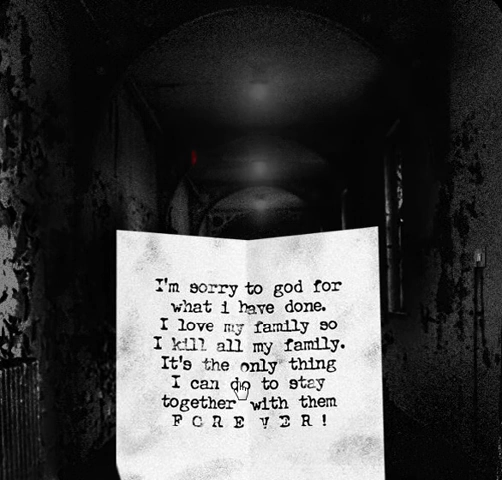 I'm sorry to god for
what i have done.
I love my family so
I kill all my family.
It's the only thing
I can do to stay
together with them
F O R E V E R !